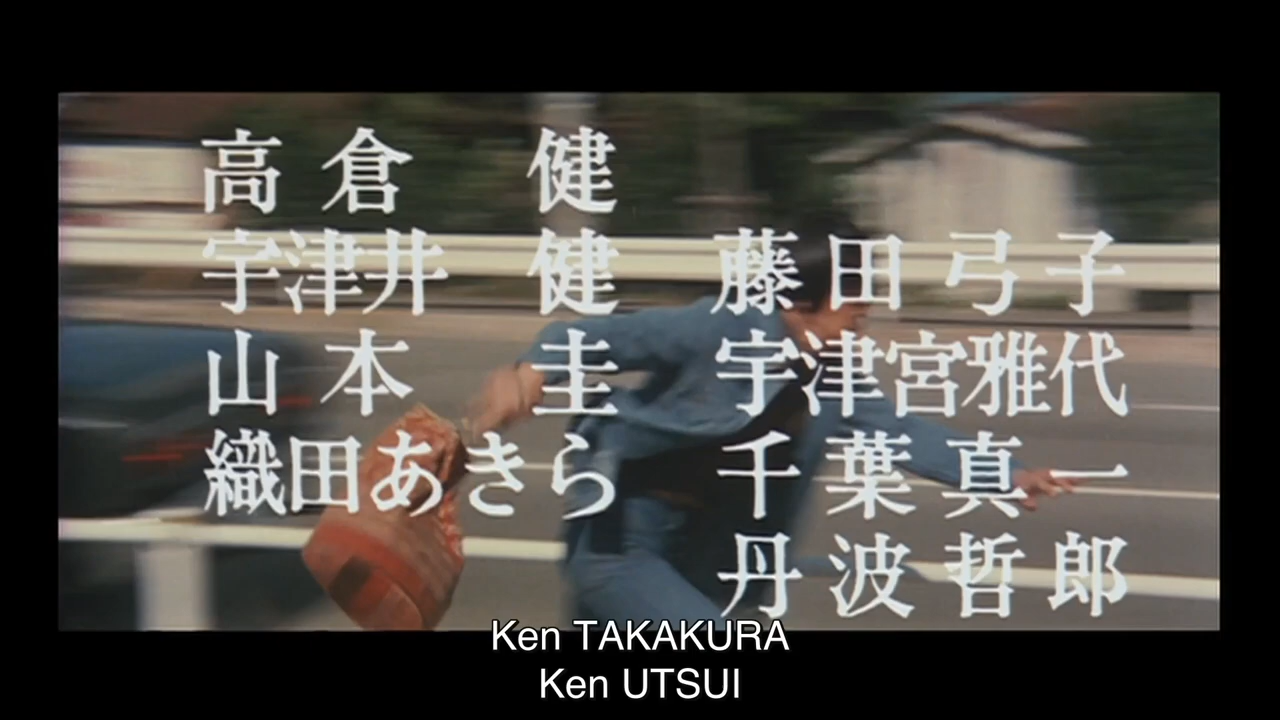 高倉 健
宇津井 健
山本 圭
織田あきら
藤田弓子
宇津宮雅代
千葉真一
丹波哲郎
Ken TAKAKURA
Ken UTSUI